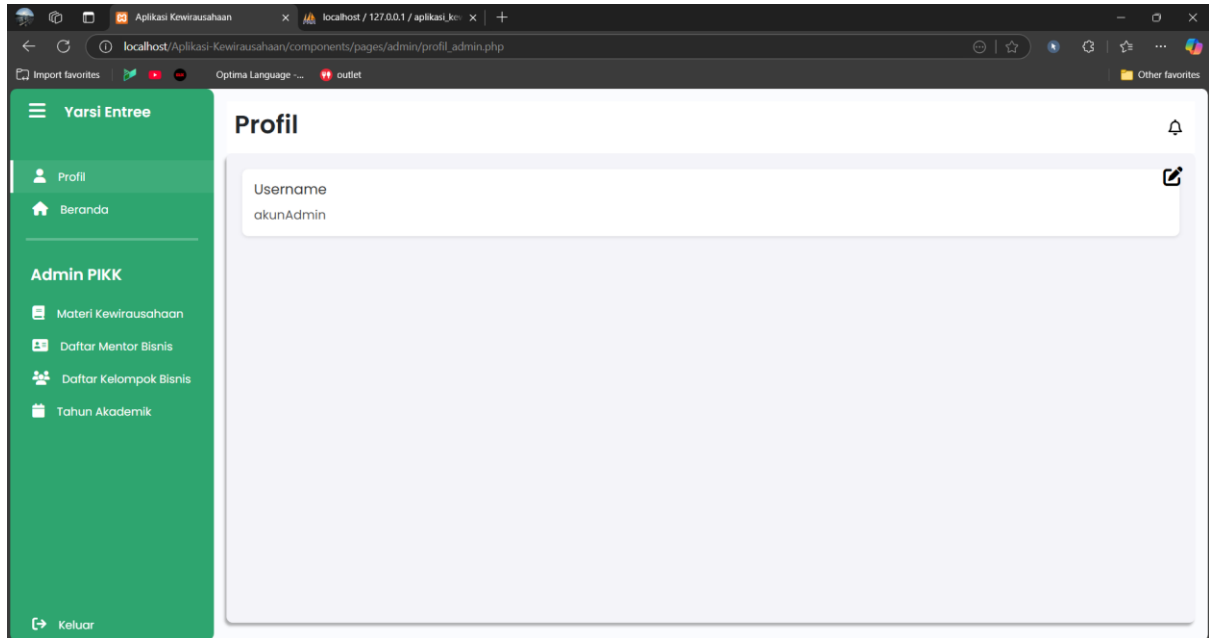 Aplikasi Kewirausahaan
localhost / 127.0.0.1 / aplikasi_kev
localhost/Aplikasi-Kewirausahaan/components/pages/admin/profil_admin.php
Import favorites
Optima Language -...
outlet
Other favorites
Yarsi Entree
Profil
Profil
Beranda
Username
akunAdmin
Admin PIKK
Materi Kewirausahaan
Daftar Mentor Bisnis
Daftar Kelompok Bisnis
Tahun Akademik
Keluar